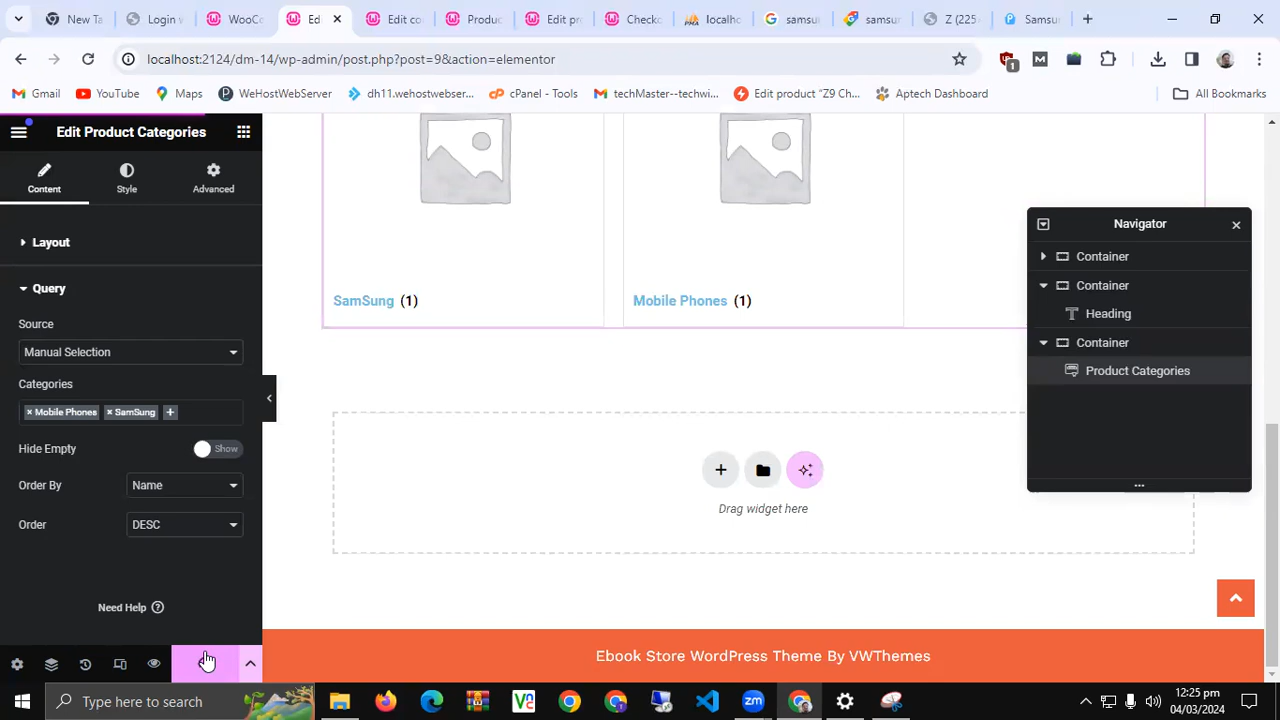 New Ta
Login w
WooCo
Edi
Edit co
Produc
Edit pr
Checko
localho
samsu
samsun
Z (225
Samsu
localhost:2124/dm-14/wp-admin/post.php?post=9&action=elementor
1
Gmail
YouTube
Maps
WeHostWebServer
dh11.wehostwebser...
cPanel - Tools
techMaster--techwi...
Edit product “Z9 Ch...
Aptech Dashboard
All Bookmarks
Edit Product Categories
Content
Style
Advanced
Layout
Query
Source
Manual Selection
Categories
× Mobile Phones
× SamSung
+
Hide Empty
Show
Order By
Name
Order
DESC
Need Help
SamSung (1)
Mobile Phones (1)
Drag widget here
Navigator
Container
Container
Heading
Container
Product Categories
Ebook Store WordPress Theme By VWThemes
Type here to search
12:25 pm
04/03/2024